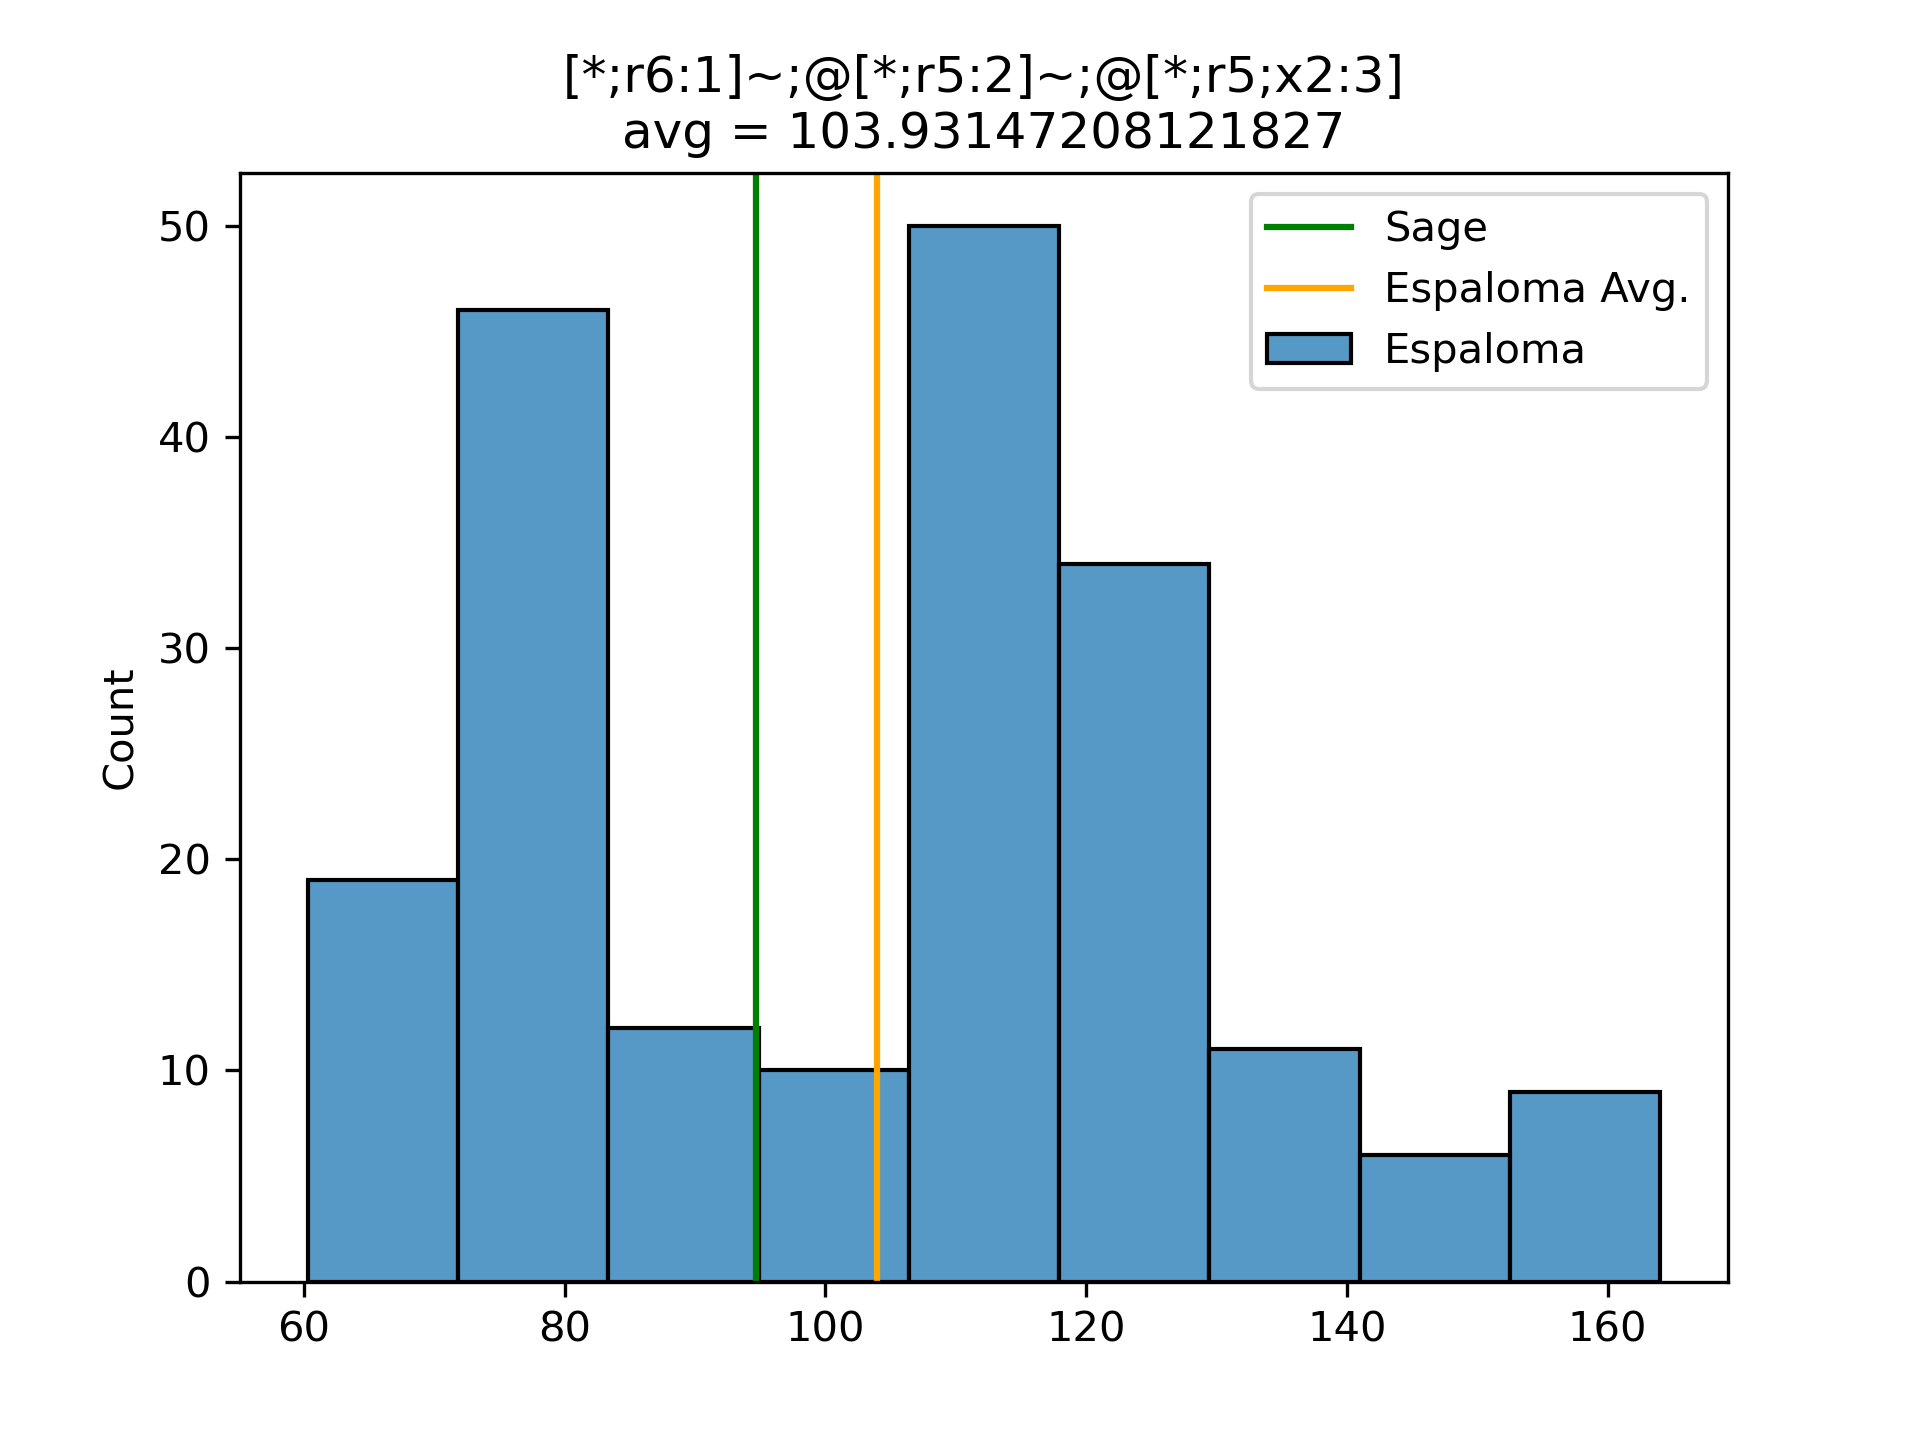 [*;r6:1]~;@[*;r5:2]~;@[*;r5;x2:3]
avg = 103.93147208121827
Sage
Espaloma Avg.
Espaloma
50
40
30
20
10
0
Count
60 80 100 120 140 160